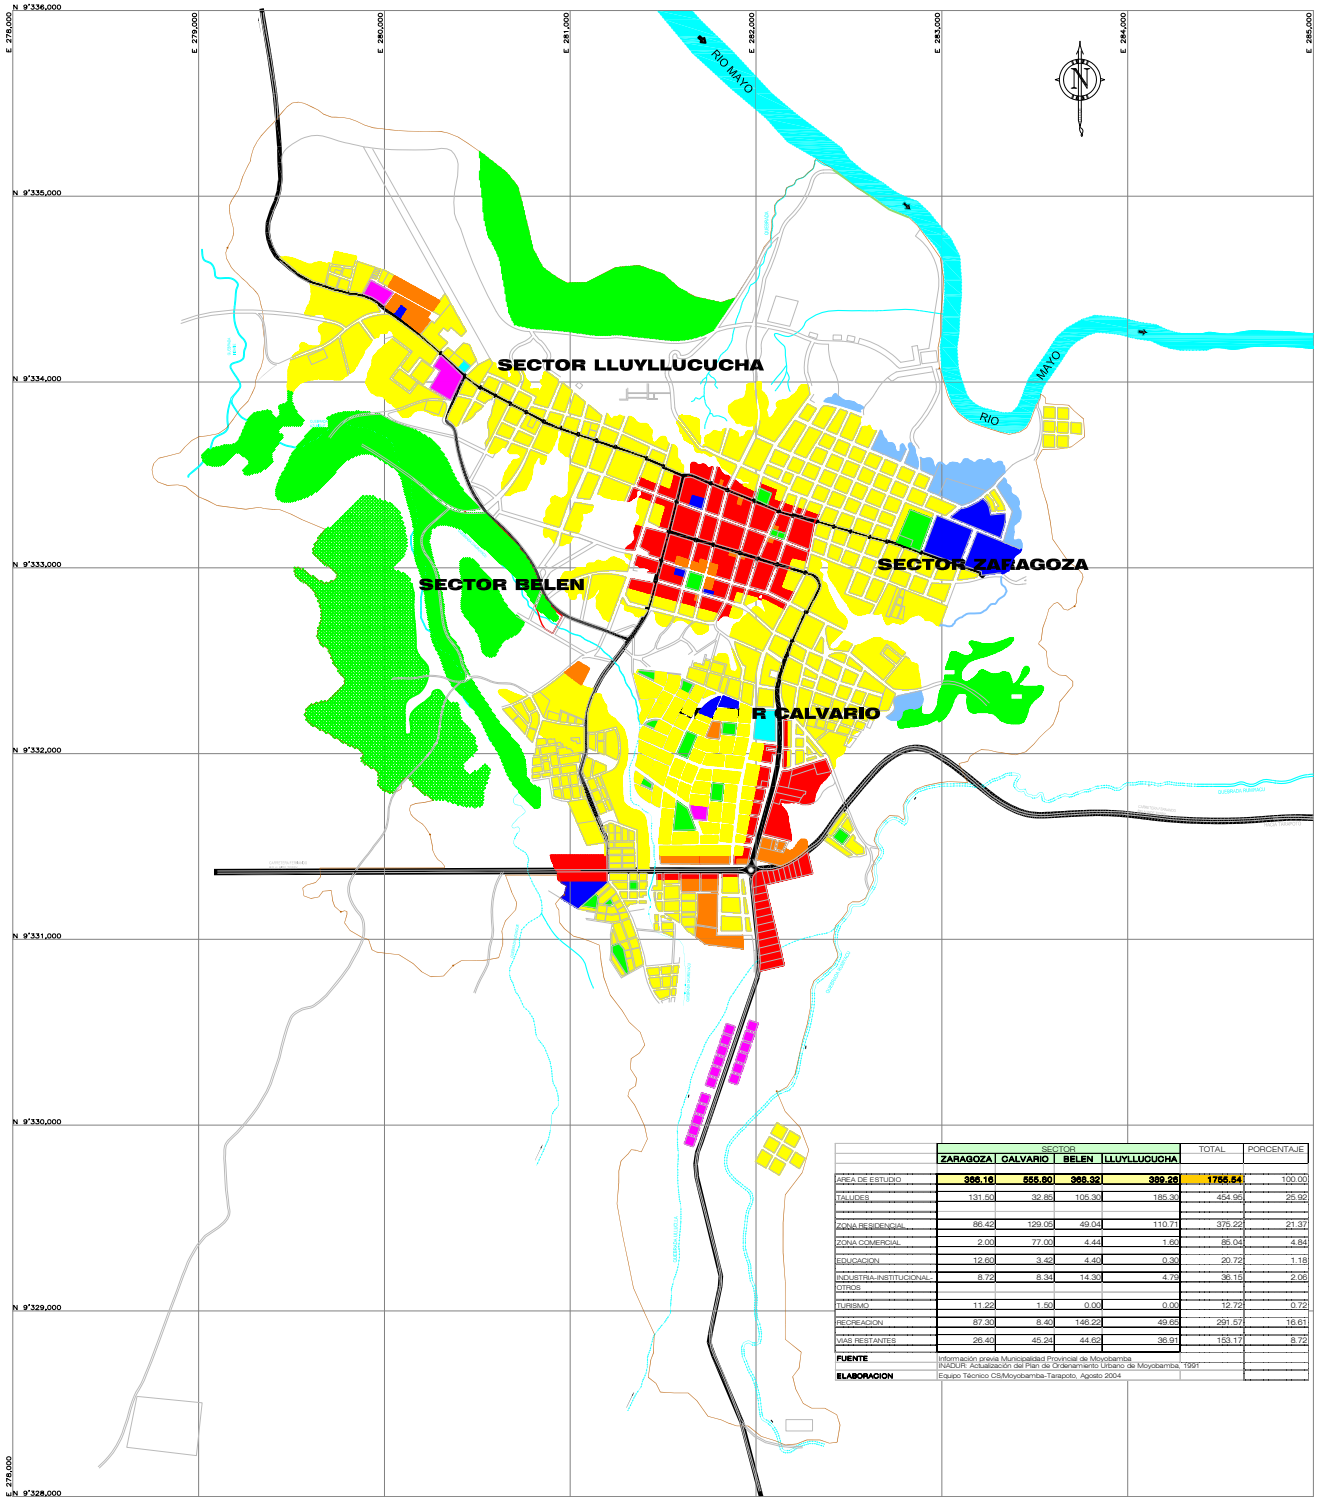 E 278,000
E 279,000
E 280,000
E 281,000
E 282,000
E 283,000
E 284,000
E 285,000
N 9'336,000
N 9'335,000
N 9'334,000
N 9'333,000
N 9'332,000
N 9'331,000
N 9'330,000
N 9'329,000
N 9'328,000
E 278,000
N
RIO MAYO
RIO
MAYO
SECTOR LLUYLLUCUCHA
SECTOR ZARAGOZA
SECTOR BELEN
R CALVARIO
SECTOR TOTAL PORCENTAJE
ZARAGOZA CALVARIO BELEN LLUYLLUCUCHA
AREA DE ESTUDIO 366.16 555.80 368.32 389.26 1755.54 100.00
TALUDES 131.50 32.85 105.30 185.30 454.95 25.92
ZONA RESIDENCIAL 86.42 129.05 49.04 110.71 375.22 21.37
ZONA COMERCIAL 2.00 77.00 4.44 1.60 85.04 4.84
EDUCACION 12.60 3.42 4.40 0.30 20.72 1.18
INDUSTRIA-INSTITUCIONAL- 8.72 8.34 14.30 4.79 36.15 2.06
OTROS
TURISMO 11.22 1.50 0.00 0.00 12.72 0.72
RECREACION 87.30 8.40 146.22 49.65 291.57 16.61
VIAS RESTANTES 26.40 45.24 44.62 36.91 153.17 8.72
FUENTE Información previa Municipalidad Provincial de Moyobamba
INADUR: Actualización del Plan de Ordenamiento Urbano de Moyobamba, 1991
ELABORACION Equipo Técnico CS/Moyobamba-Tarapoto, Agosto 2004